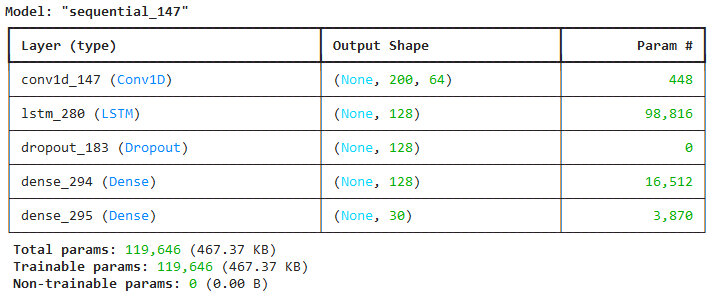 Model: "sequential_147"
Layer (type) Output Shape Param #
conv1d_147 (Conv1D) (None, 200, 64) 448
lstm_280 (LSTM) (None, 128) 98,816
dropout_183 (Dropout) (None, 128) 0
dense_294 (Dense) (None, 128) 16,512
dense_295 (Dense) (None, 30) 3,870
Total params: 119,646 (467.37 KB)
Trainable params: 119,646 (467.37 KB)
Non-trainable params: 0 (0.00 B)